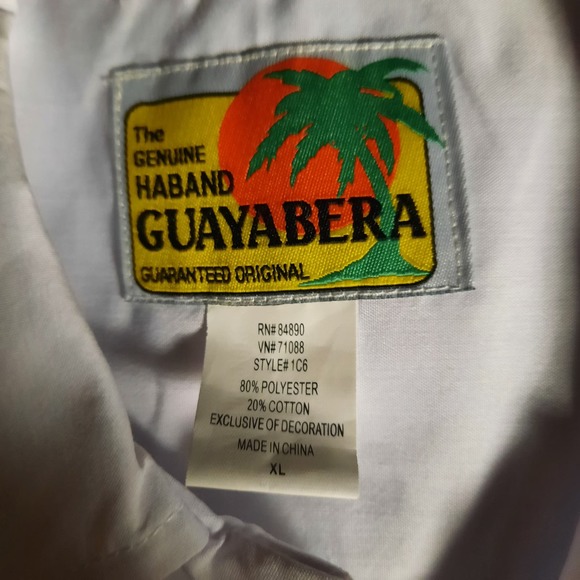 The
GENUINE
HABAND
GUAYABERA
GUARANTEED ORIGINAL
RN# 84890
VN# 71088
STYLE# 1C6
80% POLYESTER
20% COTTON
EXCLUSIVE OF DECORATION
MADE IN CHINA
XL